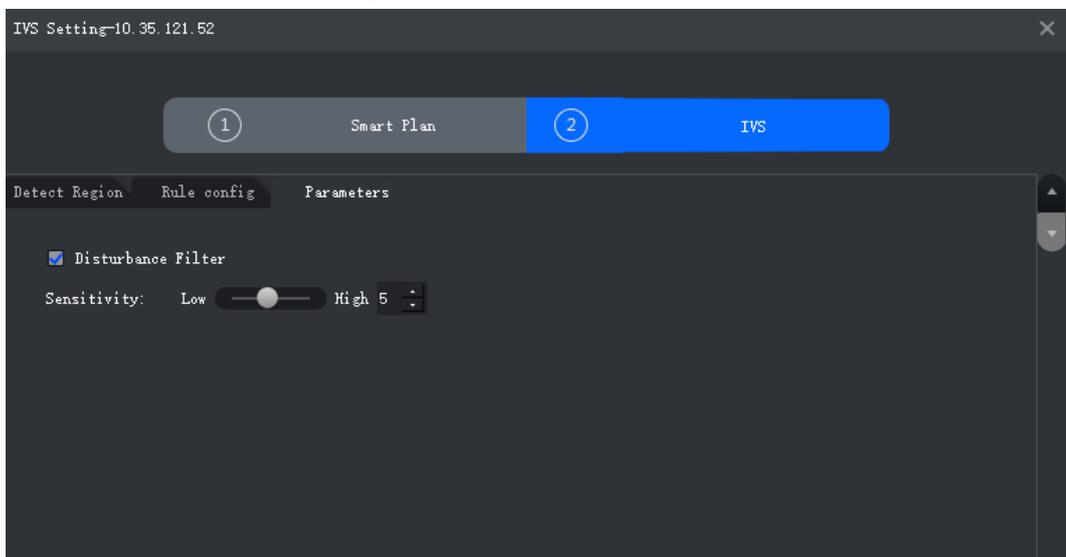 IVS Setting-10.35.121.52
1 Smart Plan 2 IVS
Detect Region Rule config Parameters
Disturbance Filter
Sensitivity: Low High 5